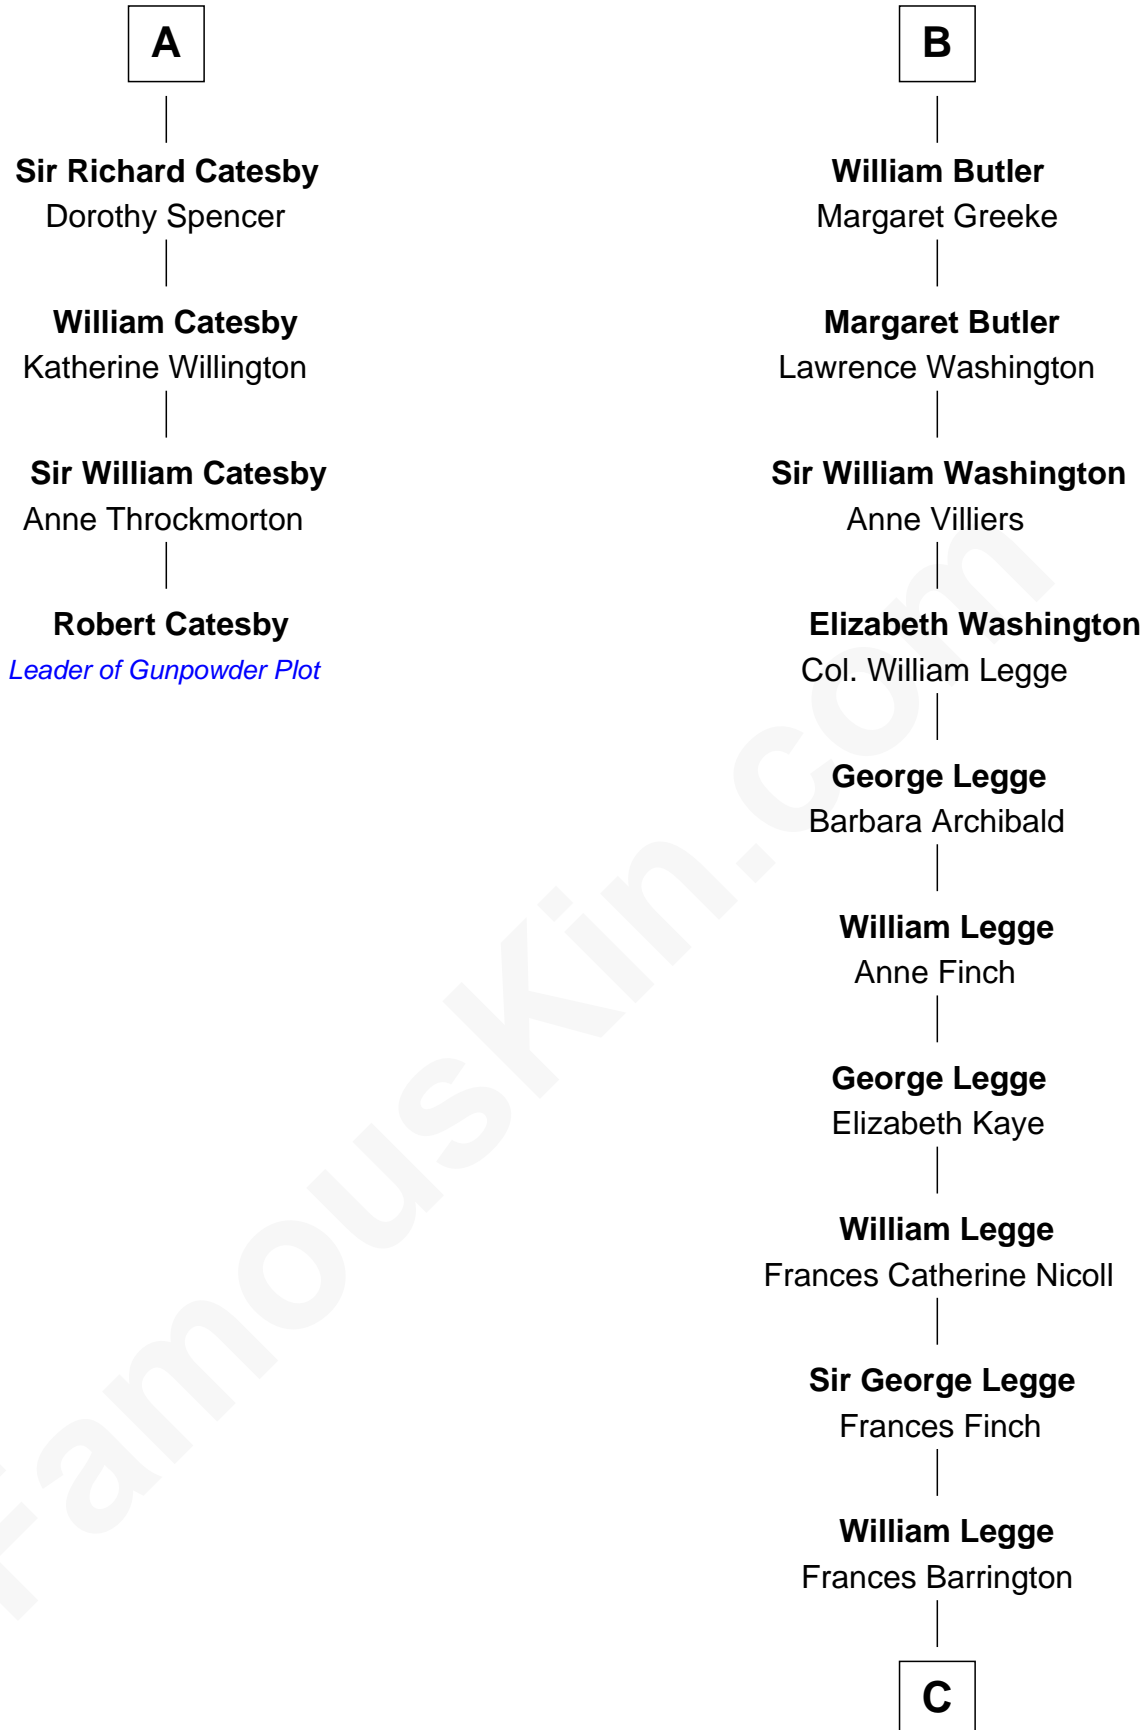 A
Sir Richard Catesby
Dorothy Spencer
William Catesby
Katherine Willington
Sir William Catesby
Anne Throckmorton
Robert Catesby
Leader of Gunpowder Plot
B
William Butler
Margaret Greeke
Margaret Butler
Lawrence Washington
Sir William Washington
Anne Villiers
Elizabeth Washington
Col. William Legge
George Legge
Barbara Archibald
William Legge
Anne Finch
George Legge
Elizabeth Kaye
William Legge
Frances Catherine Nicoll
Sir George Legge
Frances Finch
William Legge
Frances Barrington
C
FamousKin.com